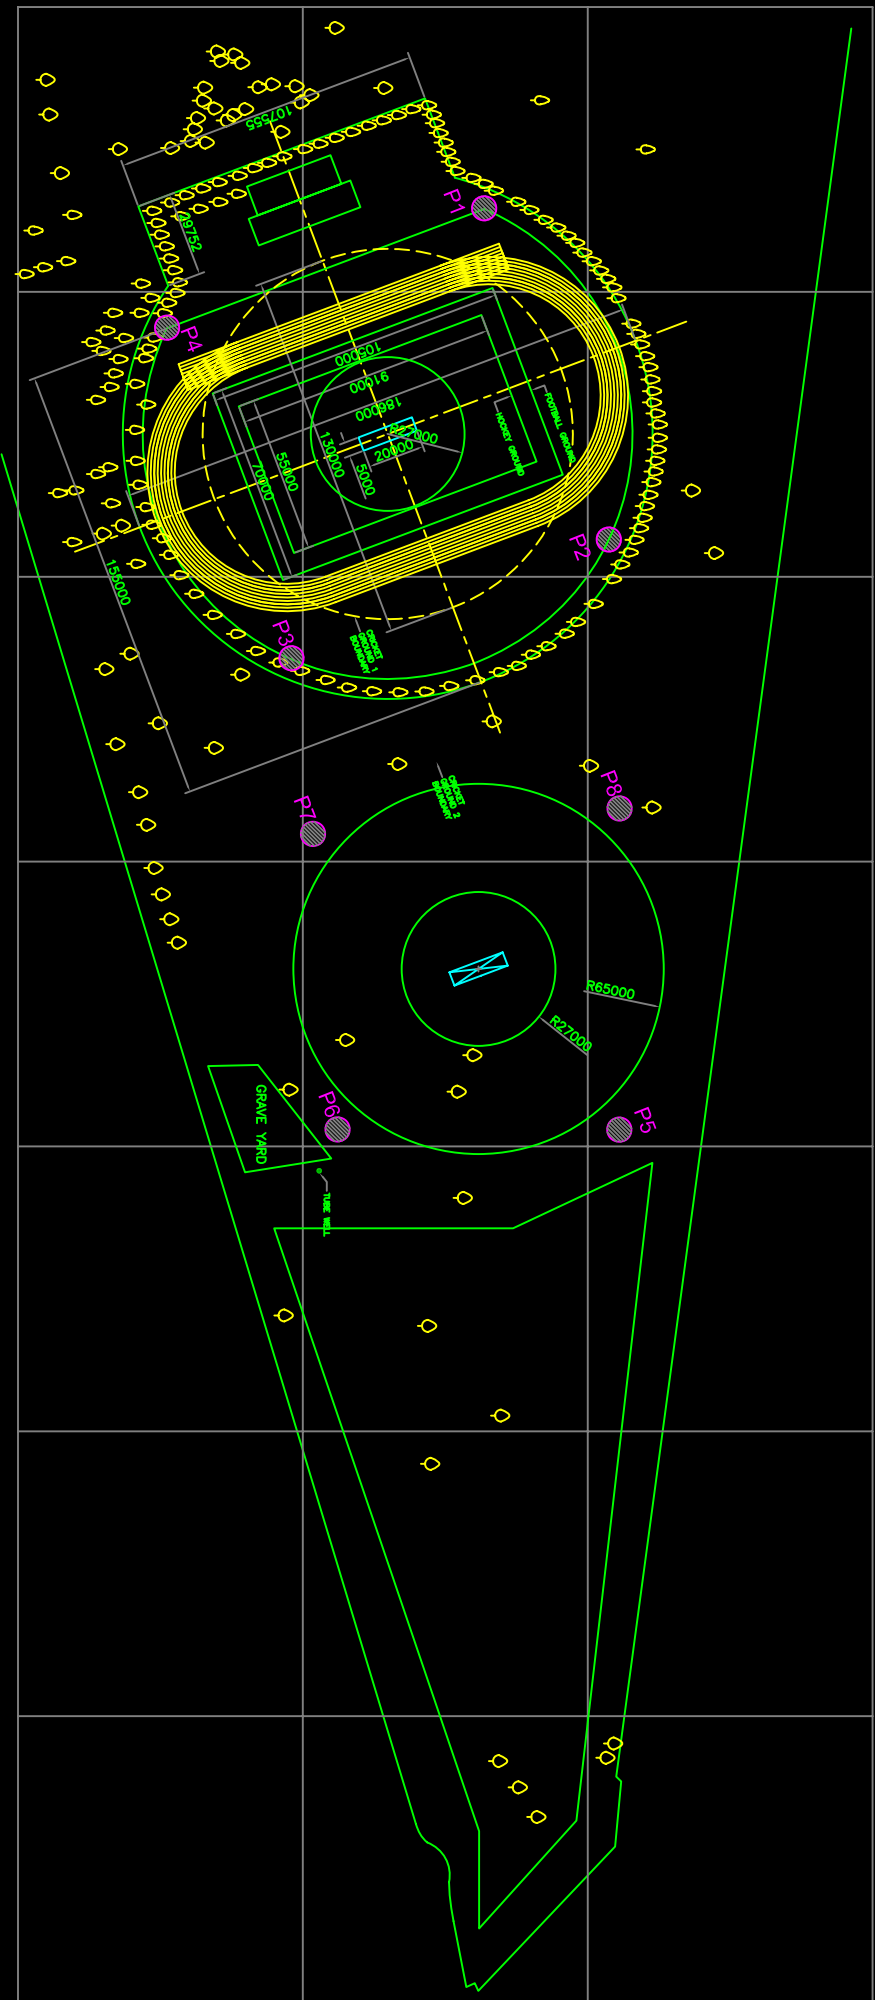 107555
29752
P1
P4
105000
91000
186000
R27000
20000
130000
5000
55000
70000
HOCKEY GROUND
FOOTBALL GROUND
P2
155000
P3
CRICKET
GROUND 1
BOUNDARY
P8
CRICKET
GROUND 2
BOUNDARY
P7
R65000
R27000
GRAVE YARD
P6
P5
TUBE WELL